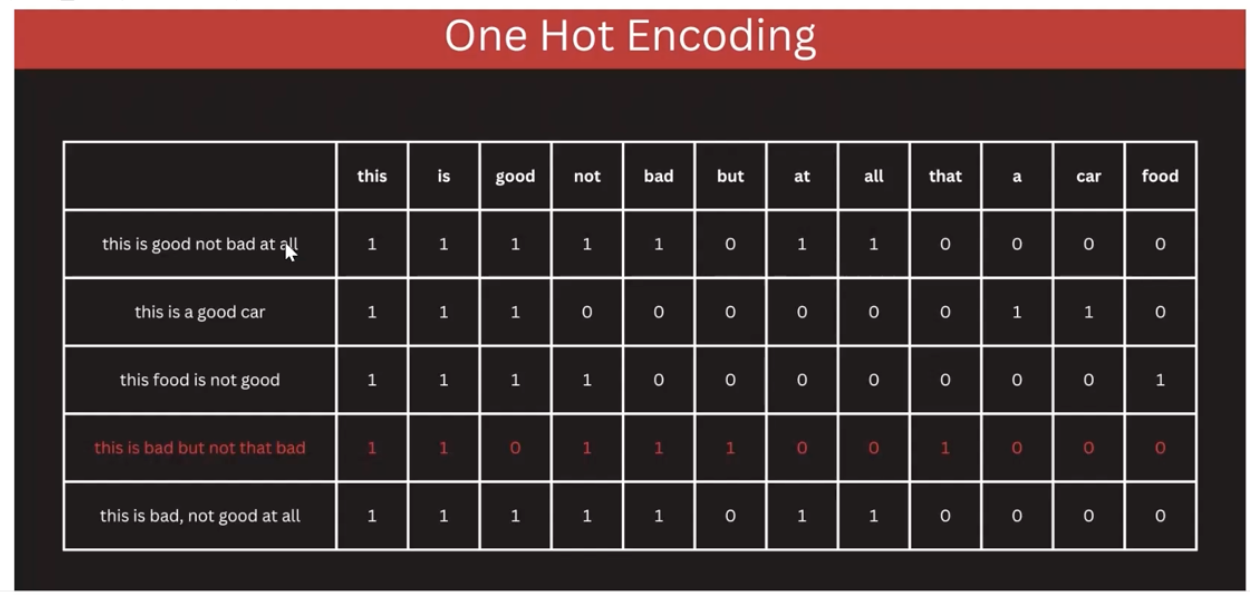 One Hot Encoding
this is good not bad but at all that a car food
this is good not bad at all 1 1 1 1 1 0 1 1 0 0 0 0
this is a good car 1 1 1 0 0 0 0 0 0 1 1 0
this food is not good 1 1 1 1 0 0 0 0 0 0 0 1
this is bad but not that bad 1 1 0 1 1 1 0 0 1 0 0 0
this is bad, not good at all 1 1 1 1 1 0 1 1 0 0 0 0